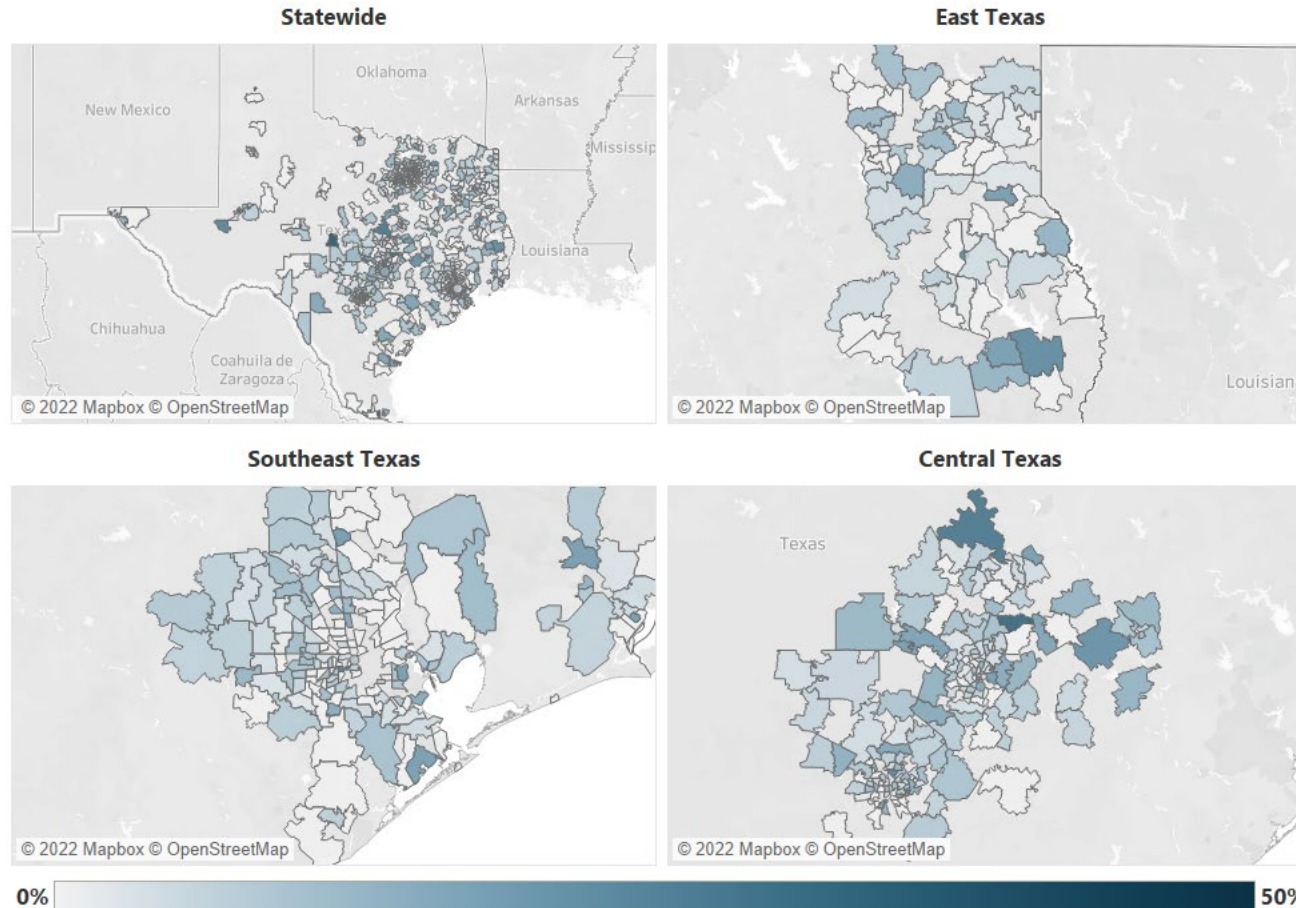 Statewide
Oklahoma
New Mexico
Arkansas
Mississip
Louisiana
Chihuahua
Coahuila de
Zaragoza
© 2022 Mapbox © OpenStreetMap
East Texas
Louisian
© 2022 Mapbox © OpenStreetMap
Southeast Texas
© 2022 Mapbox © OpenStreetMap
Central Texas
Texas
© 2022 Mapbox © OpenStreetMap
0%
50%